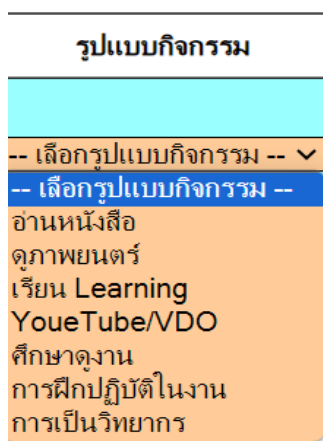 รูปแบบกิจกรรม
-- เลือกรูปแบบกิจกรรม --
-- เลือกรูปแบบกิจกรรม --
อ่านหนังสือ
ดูภาพยนตร์
เรียน Learning
YoueTube/VDO
ศึกษาดูงาน
การฝึกปฏิบัติในงาน
การเป็นวิทยากร